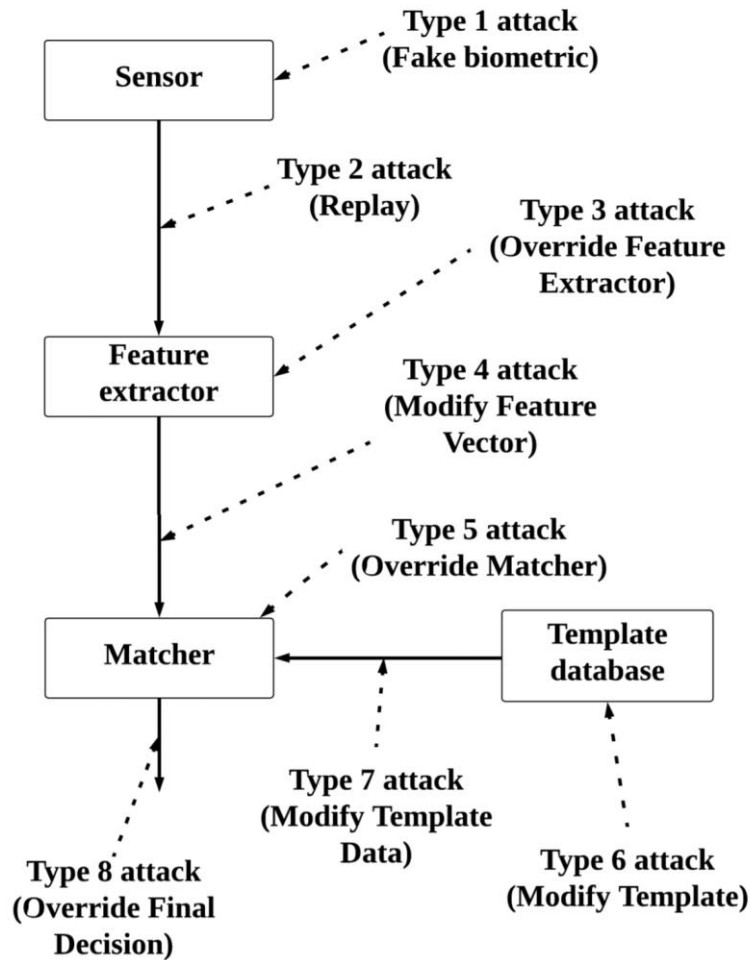 Type 1 attack
(Fake biometric)
Sensor
Type 2 attack
(Replay)
Type 3 attack
(Override Feature
Extractor)
Feature
extractor
Type 4 attack
(Modify Feature
Vector)
Type 5 attack
(Override Matcher)
Matcher
Template
database
Type 7 attack
(Modify Template
Data)
Type 6 attack
(Modify Template)
Type 8 attack
(Override Final
Decision)